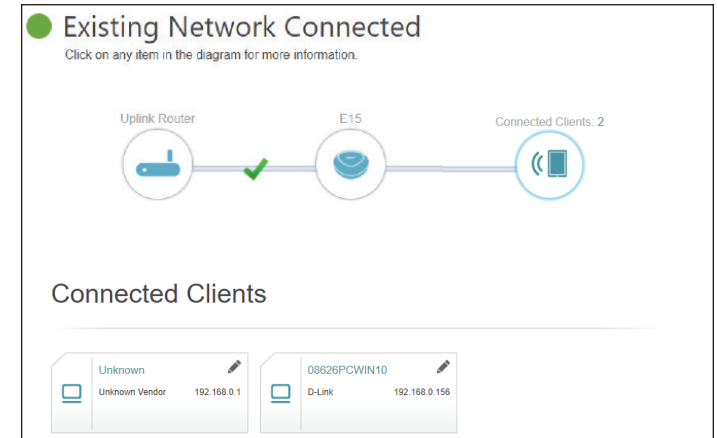 Existing Network Connected
Click on any item in the diagram for more information.
Uplink Router
E15
Connected Clients: 2
Connected Clients
Unknown
Unknown Vendor 192.168.0.1
08626PCWIN10
D-Link 192.168.0.156